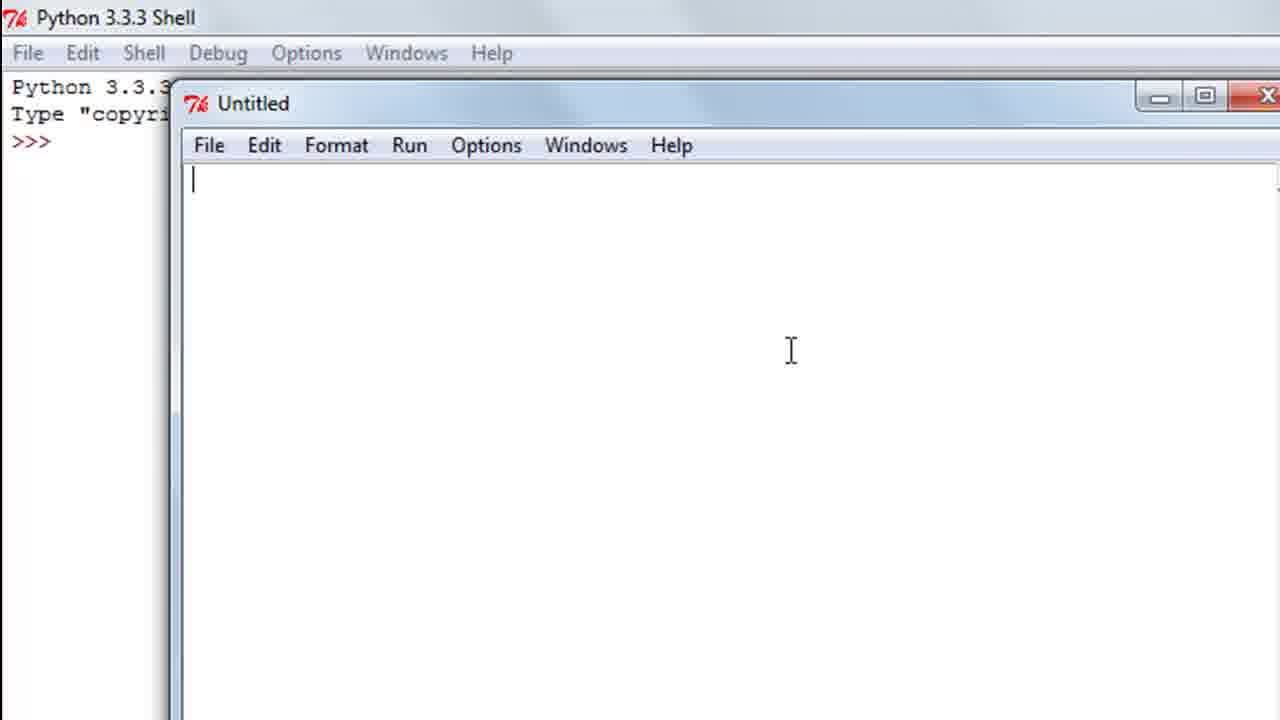 Python 3.3.3 Shell
File Edit Shell Debug Options Windows Help
Python 3.3.3
Type "copyri
>>>
Untitled
File Edit Format Run Options Windows Help